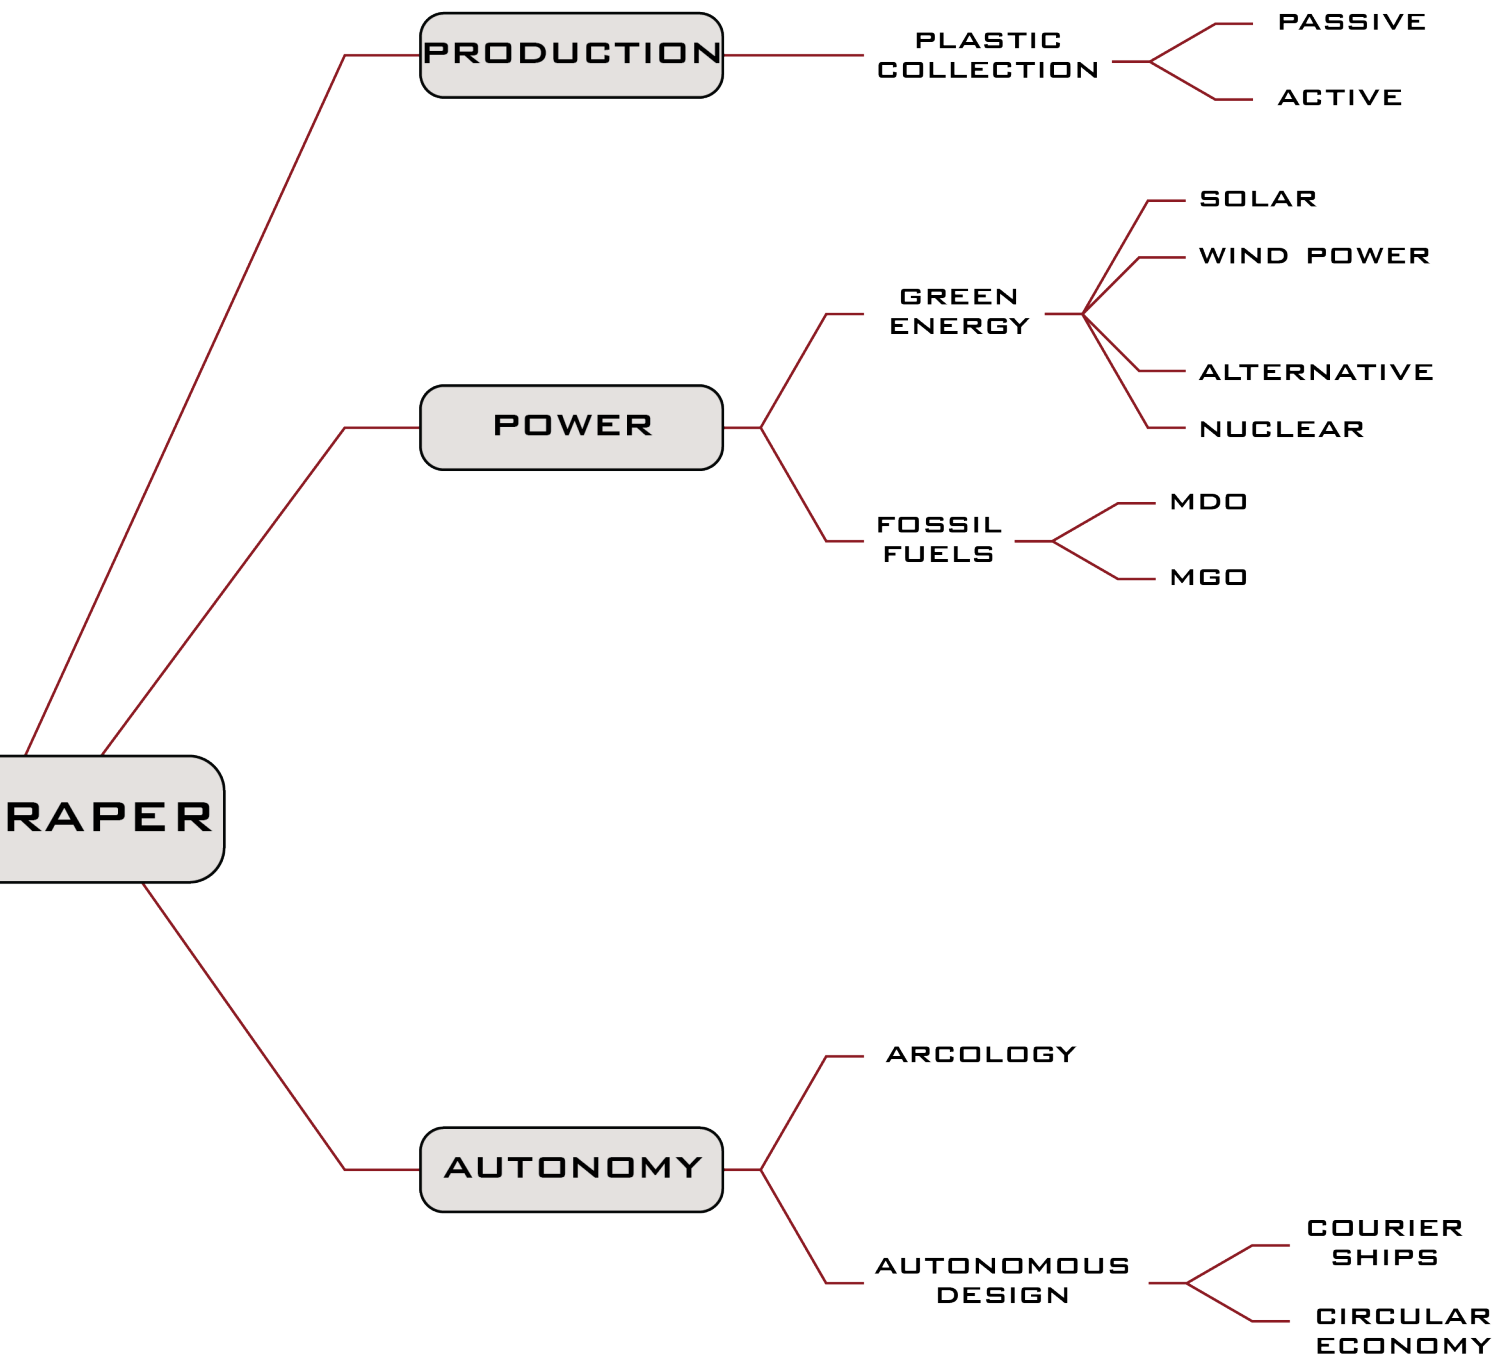 PRODUCTION
PLASTIC
COLLECTION
PASSIVE
ACTIVE
POWER
GREEN
ENERGY
SOLAR
WIND POWER
ALTERNATIVE
NUCLEAR
FOSSIL
FUELS
MDO
MGO
RAPER
AUTONOMY
ARCOLOGY
AUTONOMOUS
DESIGN
COURIER
SHIPS
CIRCULAR
ECONOMY